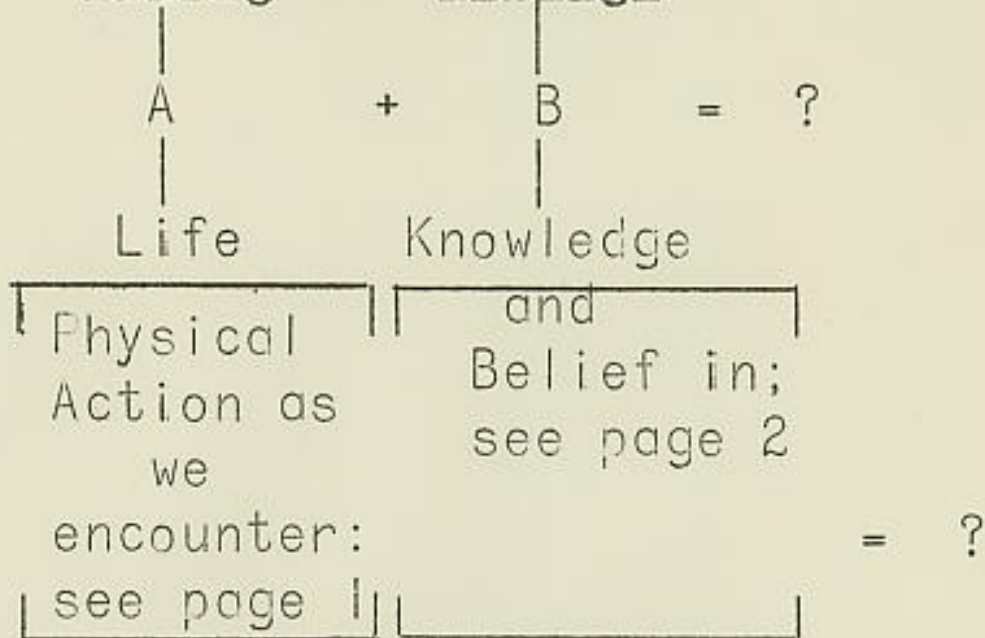 A + B = ?
Life Knowledge
and
Physical
Belief in;
Action as
see page 2
we
encounter:
= ?
see page 1